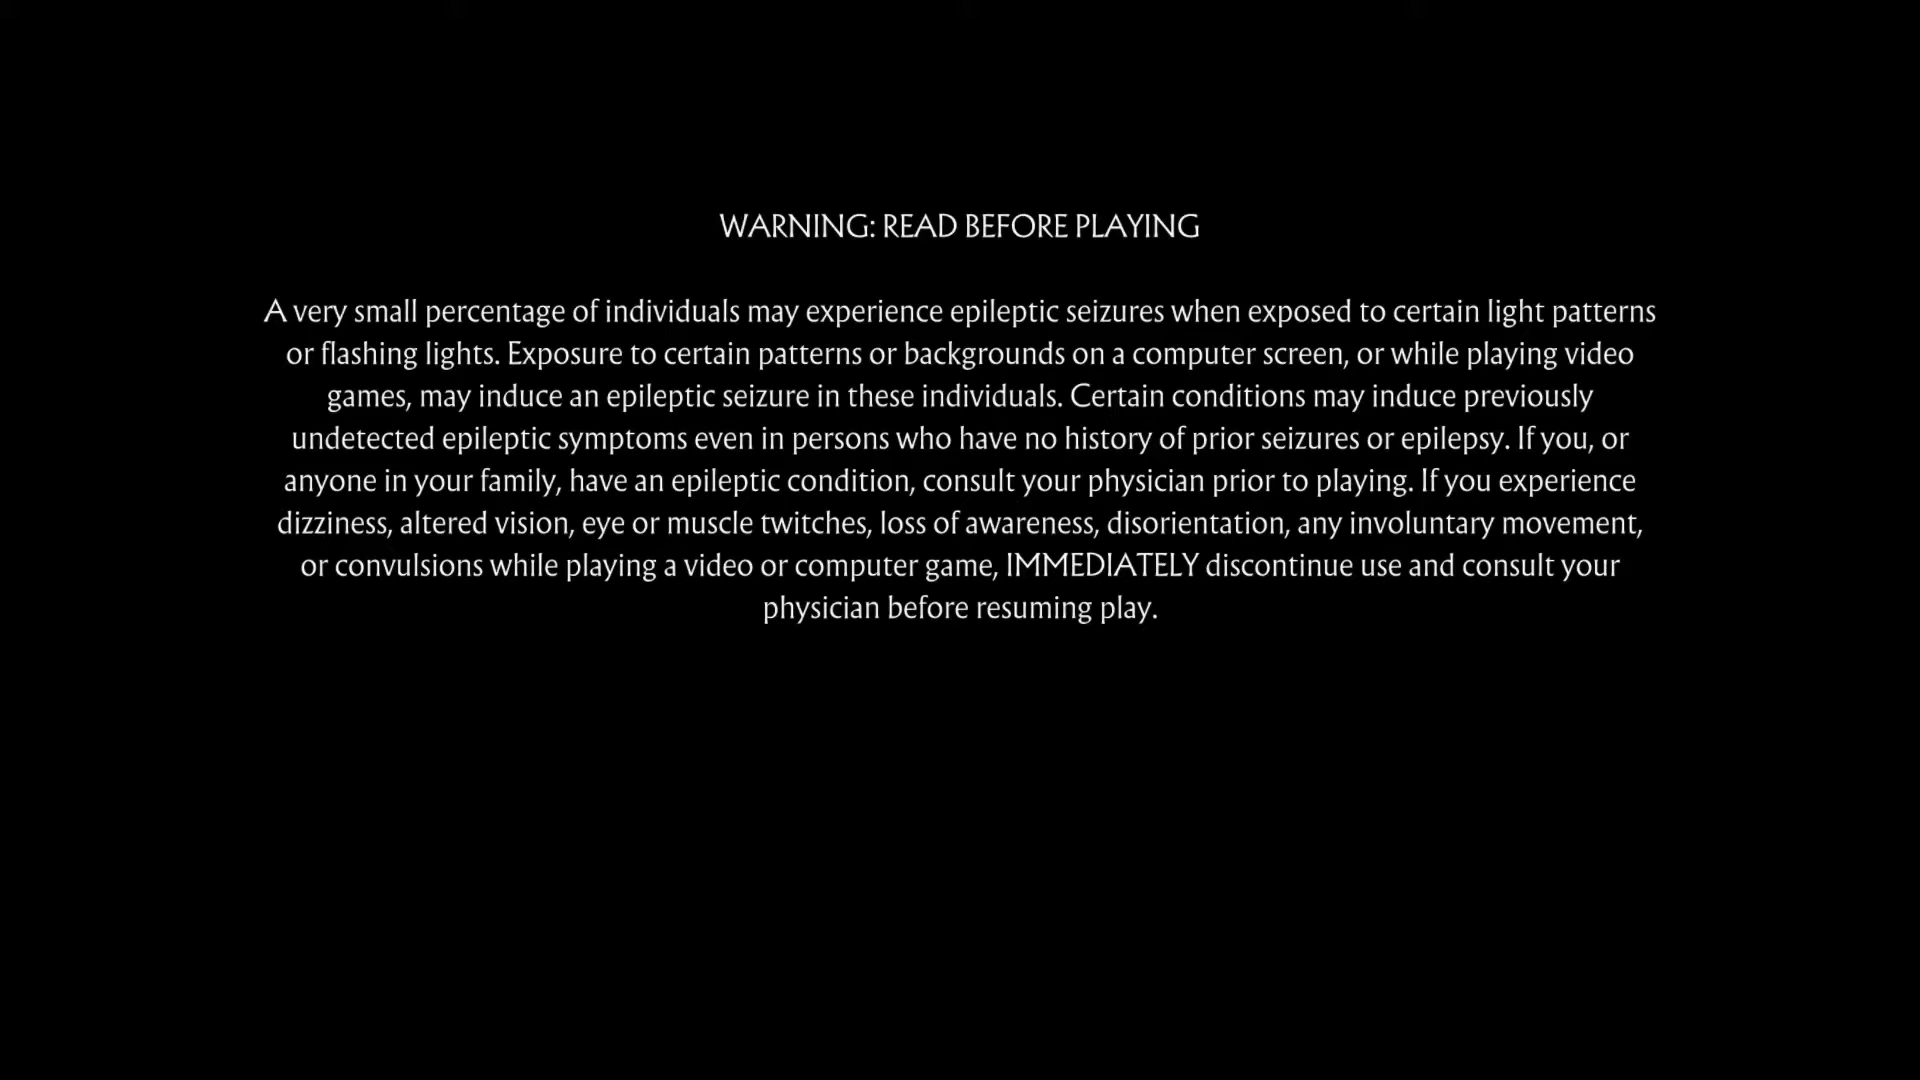 WARNING: READ BEFORE PLAYING
A very small percentage of individuals may experience epileptic seizures when exposed to certain light patterns
or flashing lights. Exposure to certain patterns or backgrounds on a computer screen, or while playing video
games, may induce an epileptic seizure in these individuals. Certain conditions may induce previously
undetected epileptic symptoms even in persons who have no history of prior seizures or epilepsy. If you, or
anyone in your family, have an epileptic condition, consult your physician prior to playing. If you experience
dizziness, altered vision, eye or muscle twitches, loss of awareness, disorientation, any involuntary movement,
or convulsions while playing a video or computer game, IMMEDIATELY discontinue use and consult your
physician before resuming play.